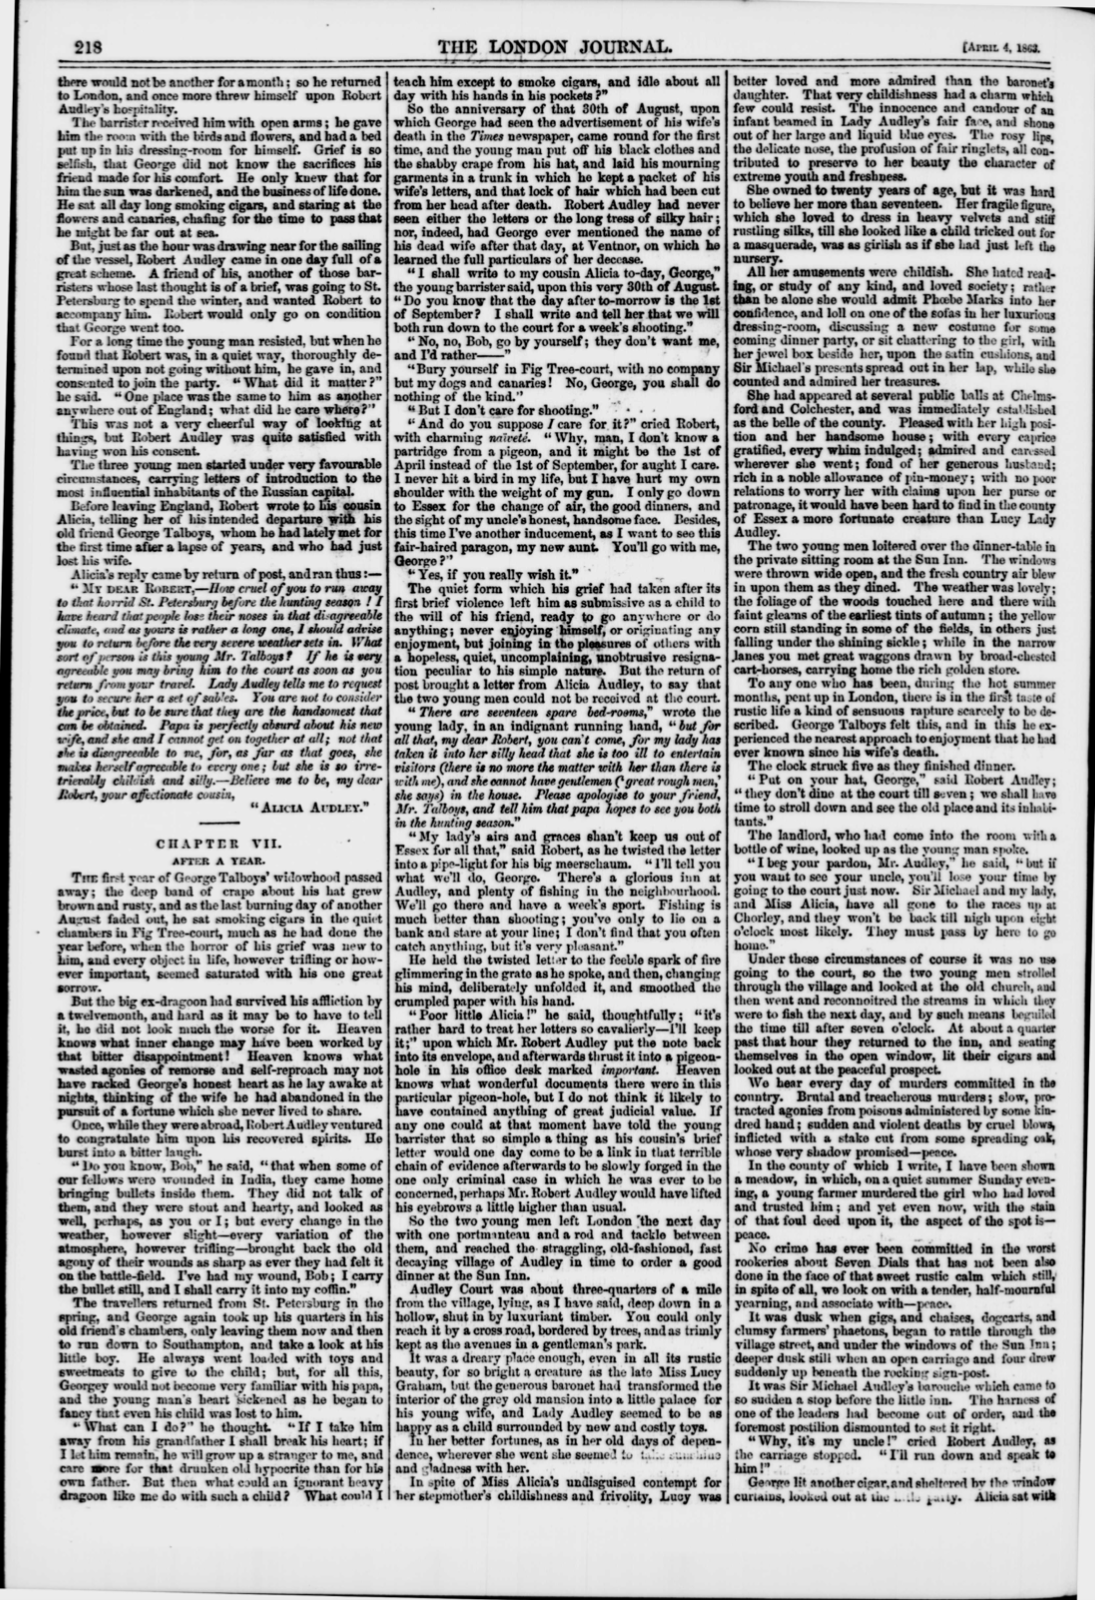 218
THE LONDON JOURNAL.
[APRIL 4, 1863.
there would not be another for a month; so he returned
to London, and once more threw himself upon Robert
Audley's hospitality.
The barrister received him with open arms; he gave
him the room with the birds and flowers, and had a bed
put up in his dressing-room for himself. Grief is so
selfish, that George did not know the sacrifices his
friend made for his comfort. He only knew that for
him the sun was darkened, and the business of life done.
He sat all day long smoking cigars, and staring at the
flowers and canaries, chafing for the time to pass that
he might be far out at sea.
But, just as the hour was drawing near for the sailing
of the vessel, Robert Audley came in one day full of a
great scheme. A friend of his, another of those bar-
risters whose last thought is of a brief, was going to St.
Petersburg to spend the winter, and wanted Robert to
accompany him. Robert would only go on condition
that George went too.
For a long time the young man resisted, but when he
found that Robert was, in a quiet way, thoroughly de-
termined upon not going without him, he gave in, and
consented to join the party. "What did it matter?"
he said. "One place was the same to him as another
anywhere out of England; what did he care where?"
This was not a very cheerful way of looking at
things, but Robert Audley was quite satisfied with
having won his consent.
The three young men started under very favourable
circumstances, carrying letters of introduction to the
most influential inhabitants of the Russian capital.
Before leaving England, Robert wrote to his cousin
Alicia, telling her of his intended departure with his
old friend George Talboys, whom he had lately met for
the first time after a lapse of years, and who had just
lost his wife.
Alicia's reply came by return of post, and ran thus:—
"MY DEAR ROBERT,—How cruel of you to run away
to that horrid St. Petersburg before the hunting season! I
have heard that people lose their noses in that disagreeable
climate, and as yours is rather a long one, I should advise
you to return before the very severe weather sets in. What
sort of person is this young Mr. Talboys? If he is very
agreeable you may bring him to the court as soon as you
return from your travel. Lady Audley tells me to request
you to secure her a set of sables. You are not to consider
the price, but to be sure that they are the handsomest that
can be obtained. Papa is perfectly absurd about his new
wife, and she and I cannot get on together at all; not that
she is disagreeable to me, for, as far as that goes, she
makes herself agreeable to every one; but she is so irre-
trievably childish and silly.—Believe me to be, my dear
Robert, your affectionate cousin,
"ALICIA AUDLEY."
CHAPTER VII.
AFTER A YEAR.
THE first year of George Talboys' widowhood passed
away; the deep band of crape about his hat grew
brown and rusty, and as the last burning day of another
August faded out, he sat smoking cigars in the quiet
chambers in Fig Tree-court, much as he had done the
year before, when the horror of his grief was new to
him, and every object in life, however trifling or how-
ever important, seemed saturated with his one great
sorrow.
But the big ex-dragoon had survived his affliction by
a twelvemonth, and hard as it may be to have to tell
it, he did not look much the worse for it. Heaven
knows what inner change may have been worked by
that bitter disappointment! Heaven knows what
wasted agonies of remorse and self-reproach may not
have racked George's honest heart as he lay awake at
nights, thinking of the wife he had abandoned in the
pursuit of a fortune which she never lived to share.
Once, while they were abroad, Robert Audley ventured
to congratulate him upon his recovered spirits. He
burst into a bitter laugh.
"Do you know, Bob," he said, "that when some of
our fellows were wounded in India, they came home
bringing bullets inside them. They did not talk of
them, and they were stout and hearty, and looked as
well, perhaps, as you or I; but every change in the
weather, however slight—every variation of the
atmosphere, however trifling—brought back the old
agony of their wounds as sharp as ever they had felt it
on the battle-field. I've had my wound, Bob; I carry
the bullet still, and I shall carry it into my coffin."
The travellers returned from St. Petersburg in the
spring, and George again took up his quarters in his
old friend's chambers, only leaving them now and then
to run down to Southampton, and take a look at his
little boy. He always went loaded with toys and
sweetmeats to give to the child; but, for all this,
Georgey would not become very familiar with his papa,
and the young man's heart sickened as he began to
fancy that even his child was lost to him.
"What can I do?" he thought. "If I take him
away from his grandfather I shall break his heart; if
I let him remain, he will grow up a stranger to me, and
care more for that drunken old hypocrite than for his
own father. But then what could an ignorant heavy
dragoon like me do with such a child? What could I
teach him except to smoke cigars, and idle about all
day with his hands in his pockets?"
So the anniversary of that 30th of August, upon
which George had seen the advertisement of his wife's
death in the Times newspaper, came round for the first
time, and the young man put off his black clothes and
the shabby crape from his hat, and laid his mourning
garments in a trunk in which he kept a packet of his
wife's letters, and that lock of hair which had been cut
from her head after death. Robert Audley had never
seen either the letters or the long tress of silky hair;
nor, indeed, had George ever mentioned the name of
his dead wife after that day, at Ventnor, on which he
learned the full particulars of her decease.
"I shall write to my cousin Alicia to-day, George,"
the young barrister said, upon this very 30th of August.
"Do you know that the day after to-morrow is the 1st
of September? I shall write and tell her that we will
both run down to the court for a week's shooting."
"No, no, Bob, go by yourself; they don't want me,
and I'd rather——"
"Bury yourself in Fig Tree-court, with no company
but my dogs and canaries! No, George, you shall do
nothing of the kind."
"But I don't care for shooting."
"And do you suppose I care for it?" cried Robert,
with charming naïveté. "Why, man, I don't know a
partridge from a pigeon, and it might be the 1st of
April instead of the 1st of September, for aught I care.
I never hit a bird in my life, but I have hurt my own
shoulder with the weight of my gun. I only go down
to Essex for the change of air, the good dinners, and
the sight of my uncle's honest, handsome face. Besides,
this time I've another inducement, as I want to see this
fair-haired paragon, my new aunt. You'll go with me,
George?"
"Yes, if you really wish it."
The quiet form which his grief had taken after its
first brief violence left him as submissive as a child to
the will of his friend, ready to go anywhere or do
anything; never enjoying himself, or originating any
enjoyment, but joining in the pleasures of others with
a hopeless, quiet, uncomplaining, unobtrusive resigna-
tion peculiar to his simple nature. But the return of
post brought a letter from Alicia Audley, to say that
the two young men could not be received at the court.
"There are seventeen spare bed-rooms," wrote the
young lady, in an indignant running hand, "but for
all that, my dear Robert, you can't come, for my lady has
taken it into her silly head that she is too ill to entertain
visitors (there is no more the matter with her than there is
with me), and she cannot have gentlemen ('great rough men,'
she says) in the house. Please apologise to your friend,
Mr. Talboys, and tell him that papa hopes to see you both
in the hunting season."
"My lady's airs and graces shan't keep us out of
Essex for all that," said Robert, as he twisted the letter
into a pipe-light for his big meerschaum. "I'll tell you
what we'll do, George. There's a glorious inn at
Audley, and plenty of fishing in the neighbourhood.
We'll go there and have a week's sport. Fishing is
much better than shooting; you've only to lie on a
bank and stare at your line; I don't find that you often
catch anything, but it's very pleasant."
He held the twisted letter to the feeble spark of fire
glimmering in the grate as he spoke, and then, changing
his mind, deliberately unfolded it, and smoothed the
crumpled paper with his hand.
"Poor little Alicia!" he said, thoughtfully; "it's
rather hard to treat her letters so cavalierly—I'll keep
it;" upon which Mr. Robert Audley put the note back
into its envelope, and afterwards thrust it into a pigeon-
hole in his office desk marked important. Heaven
knows what wonderful documents there were in this
particular pigeon-hole, but I do not think it likely to
have contained anything of great judicial value. If
any one could at that moment have told the young
barrister that so simple a thing as his cousin's brief
letter would one day come to be a link in that terrible
chain of evidence afterwards to be slowly forged in the
one only criminal case in which he was ever to be
concerned, perhaps Mr. Robert Audley would have lifted
his eyebrows a little higher than usual.
So the two young men left London the next day
with one portmanteau and a rod and tackle between
them, and reached the straggling, old-fashioned, fast
decaying village of Audley in time to order a good
dinner at the Sun Inn.
Audley Court was about three-quarters of a mile
from the village, lying, as I have said, deep down in a
hollow, shut in by luxuriant timber. You could only
reach it by a cross road, bordered by trees, and as trimly
kept as the avenues in a gentleman's park.
It was a dreary place enough, even in all its rustic
beauty, for so bright a creature as the late Miss Lucy
Graham, but the generous baronet had transformed the
interior of the grey old mansion into a little palace for
his young wife, and Lady Audley seemed to be as
happy as a child surrounded by new and costly toys.
In her better fortunes, as in her old days of depen-
dence, wherever she went she seemed to take sunshine
and gladness with her.
In spite of Miss Alicia's undisguised contempt for
her stepmother's childishness and frivolity, Lucy was
better loved and more admired than the baronet's
daughter. That very childishness had a charm which
few could resist. The innocence and candour of an
infant beamed in Lady Audley's fair face, and shone
out of her large and liquid blue eyes. The rosy lips,
the delicate nose, the profusion of fair ringlets, all con-
tributed to preserve to her beauty the character of
extreme youth and freshness.
She owned to twenty years of age, but it was hard
to believe her more than seventeen. Her fragile figure,
which she loved to dress in heavy velvets and stiff
rustling silks, till she looked like a child tricked out for
a masquerade, was as girlish as if she had just left the
nursery.
All her amusements were childish. She hated read-
ing, or study of any kind, and loved society; rather
than be alone she would admit Phœbe Marks into her
confidence, and loll on one of the sofas in her luxurious
dressing-room, discussing a new costume for some
coming dinner party, or sit chattering to the girl, with
her jewel box beside her, upon the satin cushions, and
Sir Michael's presents spread out in her lap, while she
counted and admired her treasures.
She had appeared at several public balls at Chelms-
ford and Colchester, and was immediately established
as the belle of the county. Pleased with her high posi-
tion and her handsome house; with every caprice
gratified, every whim indulged; admired and caressed
wherever she went; fond of her generous husband;
rich in a noble allowance of pin-money; with no poor
relations to worry her with claims upon her purse or
patronage, it would have been hard to find in the county
of Essex a more fortunate creature than Lucy Lady
Audley.
The two young men loitered over the dinner-table in
the private sitting room at the Sun Inn. The windows
were thrown wide open, and the fresh country air blew
in upon them as they dined. The weather was lovely;
the foliage of the woods touched here and there with
faint gleams of the earliest tints of autumn; the yellow
corn still standing in some of the fields, in others just
falling under the shining sickle; while in the narrow
lanes you met great waggons drawn by broad-chested
cart-horses, carrying home the rich golden store.
To any one who has been, during the hot summer
months, pent up in London, there is in the first taste of
rustic life a kind of sensuous rapture scarcely to be de-
scribed. George Talboys felt this, and in this he ex-
perienced the nearest approach to enjoyment that he had
ever known since his wife's death.
The clock struck five as they finished dinner.
"Put on your hat, George," said Robert Audley;
"they don't dine at the court till seven; we shall have
time to stroll down and see the old place and its inhabi-
tants."
The landlord, who had come into the room with a
bottle of wine, looked up as the young man spoke.
"I beg your pardon, Mr. Audley," he said, "but if
you want to see your uncle, you'll lose your time by
going to the court just now. Sir Michael and my lady,
and Miss Alicia, have all gone to the races up at
Chorley, and they won't be back till nigh upon eight
o'clock most likely. They must pass by here to go
home."
Under these circumstances of course it was no use
going to the court, so the two young men strolled
through the village and looked at the old church, and
then went and reconnoitred the streams in which they
were to fish the next day, and by such means beguiled
the time till after seven o'clock. At about a quarter
past that hour they returned to the inn, and seating
themselves in the open window, lit their cigars and
looked out at the peaceful prospect.
We hear every day of murders committed in the
country. Brutal and treacherous murders; slow, pro-
tracted agonies from poisons administered by some kin-
dred hand; sudden and violent deaths by cruel blows,
inflicted with a stake cut from some spreading oak,
whose very shadow promised—peace.
In the county of which I write, I have been shown
a meadow, in which, on a quiet summer Sunday even-
ing, a young farmer murdered the girl who had loved
and trusted him; and yet even now, with the stain
of that foul deed upon it, the aspect of the spot is—
peace.
No crime has ever been committed in the worst
rookeries about Seven Dials that has not been also
done in the face of that sweet rustic calm which still,
in spite of all, we look on with a tender, half-mournful
yearning, and associate with—peace.
It was dusk when gigs, and chaises, dogcarts, and
clumsy farmers' phaetons, began to rattle through the
village street, and under the windows of the Sun Inn;
deeper dusk still when an open carriage and four drew
suddenly up beneath the rocking sign-post.
It was Sir Michael Audley's barouche which came to
so sudden a stop before the little inn. The harness of
one of the leaders had become out of order, and the
foremost postilion dismounted to set it right.
"Why, it's my uncle!" cried Robert Audley, as
the carriage stopped. "I'll run down and speak to
him!"
George lit another cigar, and sheltered by the window
curtains, looked out at the little party. Alicia sat with